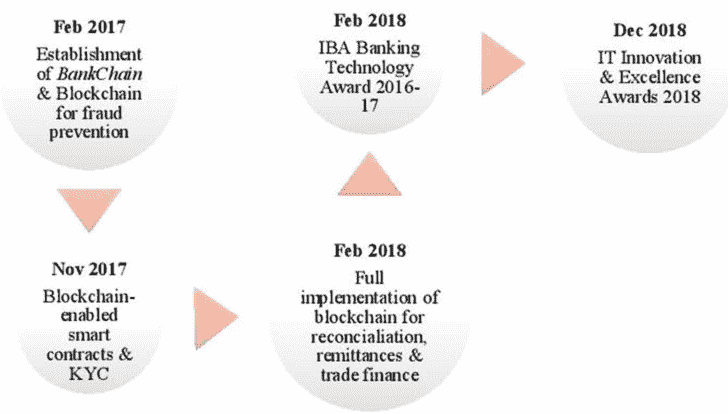 Feb 2017
Establishment
of BankChain
& Blockchain
for fraud
prevention
Nov 2017
Blockchain-
enabled
smart
contracts &
KYC
Feb 2018
Full
implementation of
blockchain for
reconcialiation,
remittances &
trade finance
Feb 2018
IBA Banking
Technology
Award 2016-
17
Dec 2018
IT Innovation
& Excellence
Awards 2018